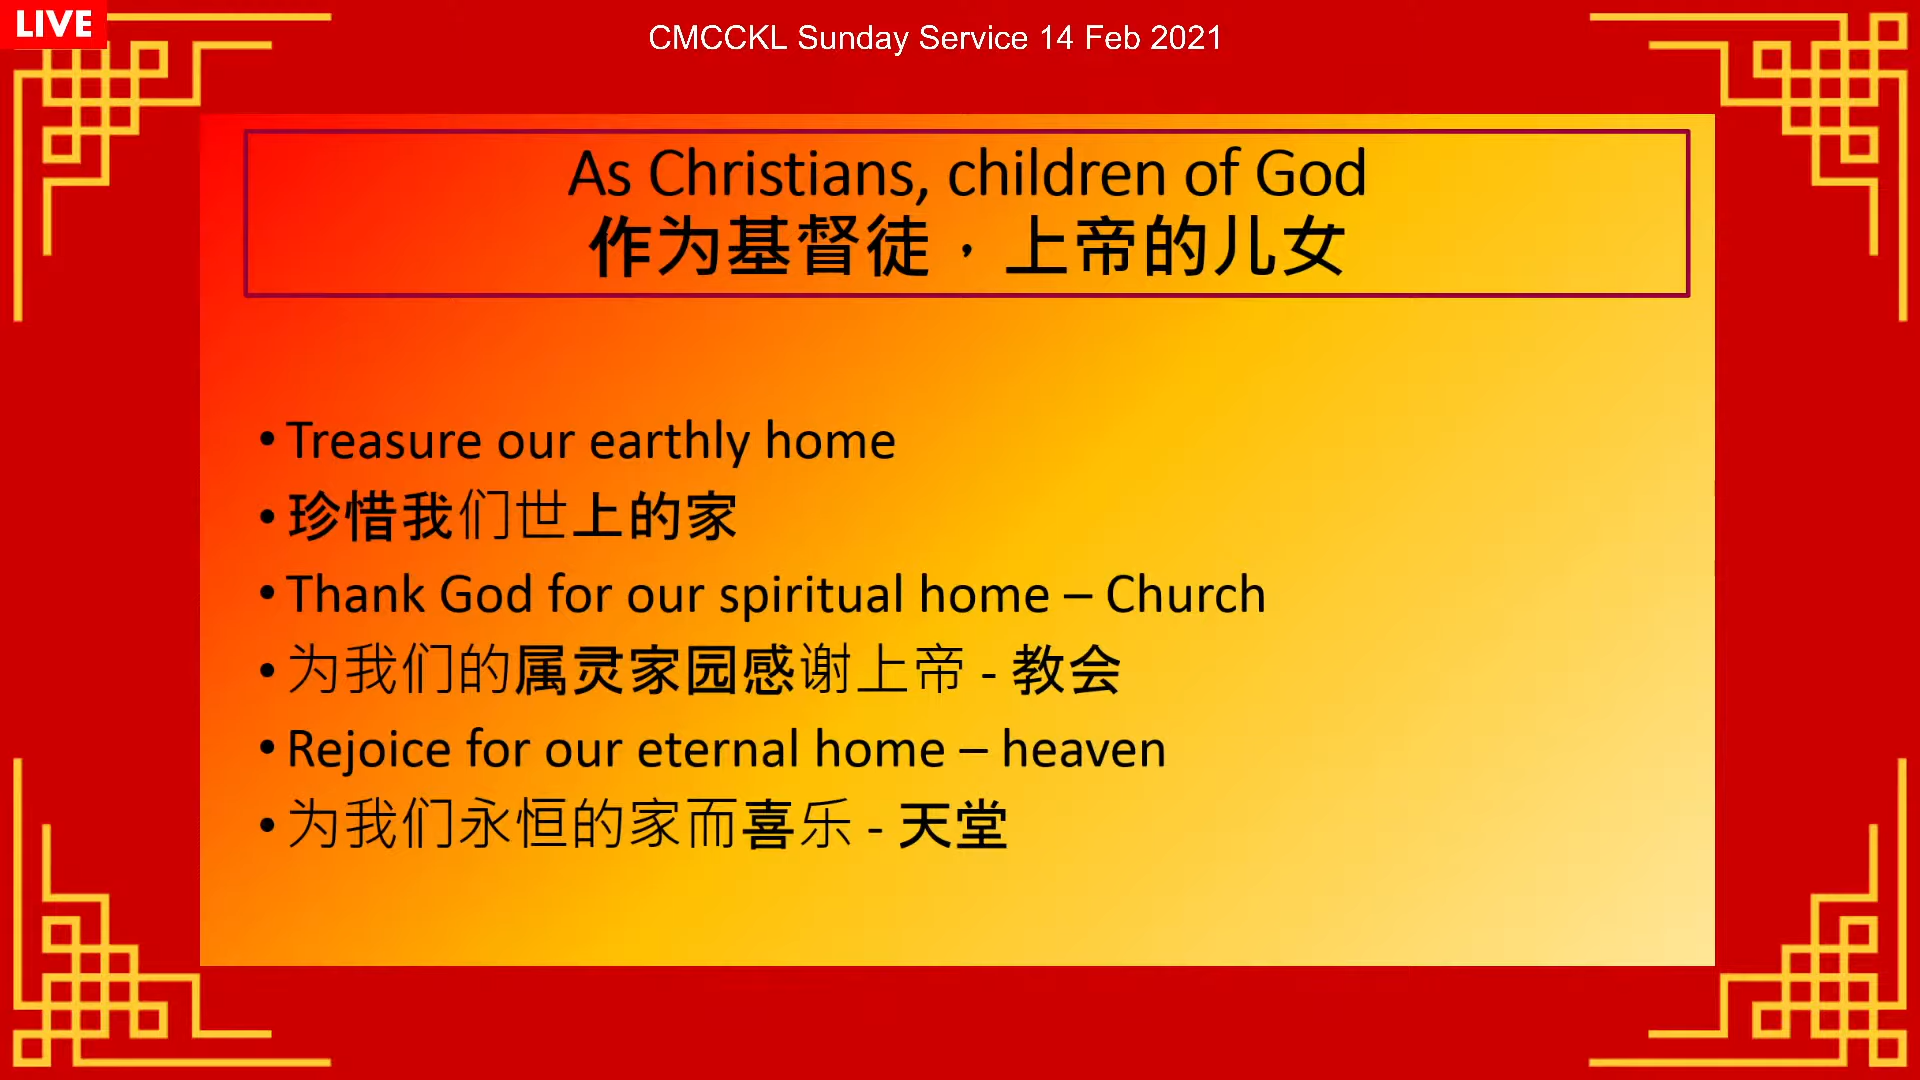 LIVE
CMCCKL Sunday Service 14 Feb 2021
As Christians, children of God
作为基督徒，上帝的儿女
• Treasure our earthly home
• 珍惜我们世上的家
• Thank God for our spiritual home – Church
• 为我们的属灵家园感谢上帝 - 教会
• Rejoice for our eternal home – heaven
• 为我们永恒的家而喜乐 - 天堂